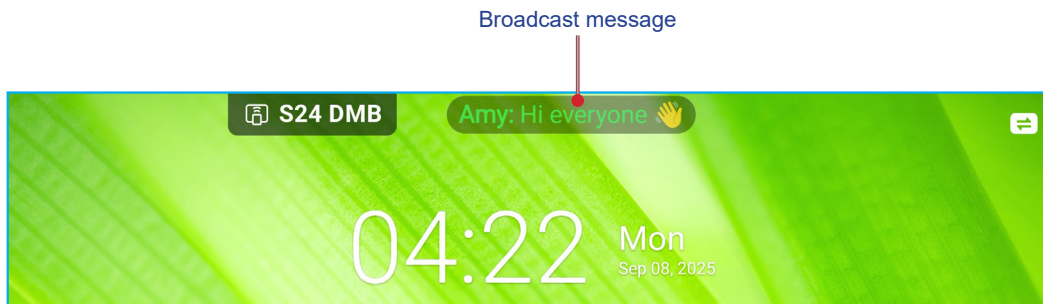 Broadcast message
S24 DMB
Amy: Hi everyone 👋
04:22
Mon
Sep 08, 2025